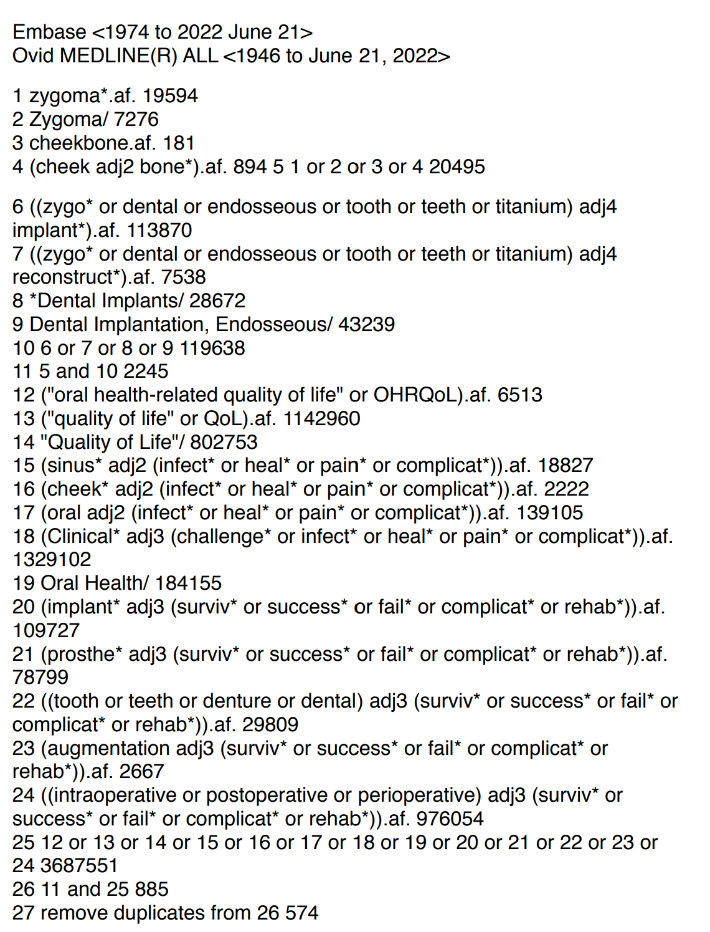 Embase <1974 to 2022 June 21>
Ovid MEDLINE(R) ALL <1946 to June 21, 2022>
1 zygoma*.af. 19594
2 Zygoma/ 7276
3 cheekbone.af. 181
4 (cheek adj2 bone*).af. 894 5 1 or 2 or 3 or 4 20495
6 ((zygo* or dental or endosseous or tooth or teeth or titanium) adj4
implant*).af. 113870
7 ((zygo* or dental or endosseous or tooth or teeth or titanium) adj4
reconstruct*).af. 7538
8 *Dental Implants/ 28672
9 Dental Implantation, Endosseous/ 43239
10 6 or 7 or 8 or 9 119638
11 5 and 10 2245
12 ("oral health-related quality of life" or OHRQoL).af. 6513
13 ("quality of life" or QoL).af. 1142960
14 "Quality of Life"/ 802753
15 (sinus* adj2 (infect* or heal* or pain* or complicat*)).af. 18827
16 (cheek* adj2 (infect* or heal* or pain* or complicat*)).af. 2222
17 (oral adj2 (infect* or heal* or pain* or complicat*)).af. 139105
18 (Clinical* adj3 (challenge* or infect* or heal* or pain* or complicat*)).af.
1329102
19 Oral Health/ 184155
20 (implant* adj3 (surviv* or success* or fail* or complicat* or rehab*)).af.
109727
21 (prosthe* adj3 (surviv* or success* or fail* or complicat* or rehab*)).af.
78799
22 ((tooth or teeth or denture or dental) adj3 (surviv* or success* or fail* or
complicat* or rehab*)).af. 29809
23 (augmentation adj3 (surviv* or success* or fail* or complicat* or
rehab*)).af. 2667
24 ((intraoperative or postoperative or perioperative) adj3 (surviv* or
success* or fail* or complicat* or rehab*)).af. 976054
25 12 or 13 or 14 or 15 or 16 or 17 or 18 or 19 or 20 or 21 or 22 or 23 or
24 3687551
26 11 and 25 885
27 remove duplicates from 26 574